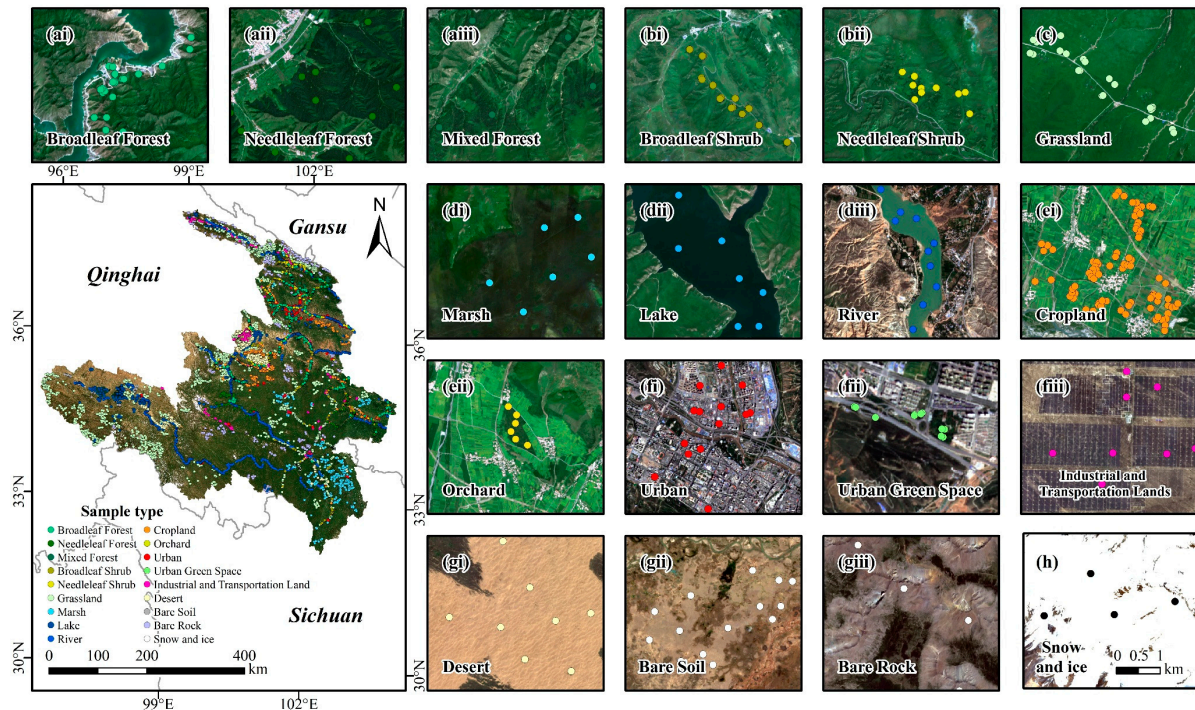 (ai)
Broadleaf Forest
(aii)
Needleleaf Forest
(aiii)
Mixed Forest
(bi)
Broadleaf Shrub
(bii)
Needleleaf Shrub
(c)
Grassland
96°E
99°E
102°E
Gansu
N
Qinghai
36°N
36°N
33°N
33°N
30°N
30°N
Sichuan
Sample type
Broadleaf Forest
Needleleaf Forest
Mixed Forest
Broadleaf Shrub
Needleleaf Shrub
Grassland
Marsh
Lake
River
Cropland
Orchard
Urban
Urban Green Space
Industrial and Transportation Land
Desert
Bare Soil
Bare Rock
Snow and ice
0 100 200 400
km
99°E
102°E
(di)
Marsh
(dii)
Lake
(diii)
River
(ei)
Cropland
(eii)
Orchard
(fi)
Urban
(fii)
Urban Green Space
(fiii)
Industrial and
Transportation Lands
(gi)
Desert
(gii)
Bare Soil
(giii)
Bare Rock
(h)
Snow
and ice
0 0.5 1
km